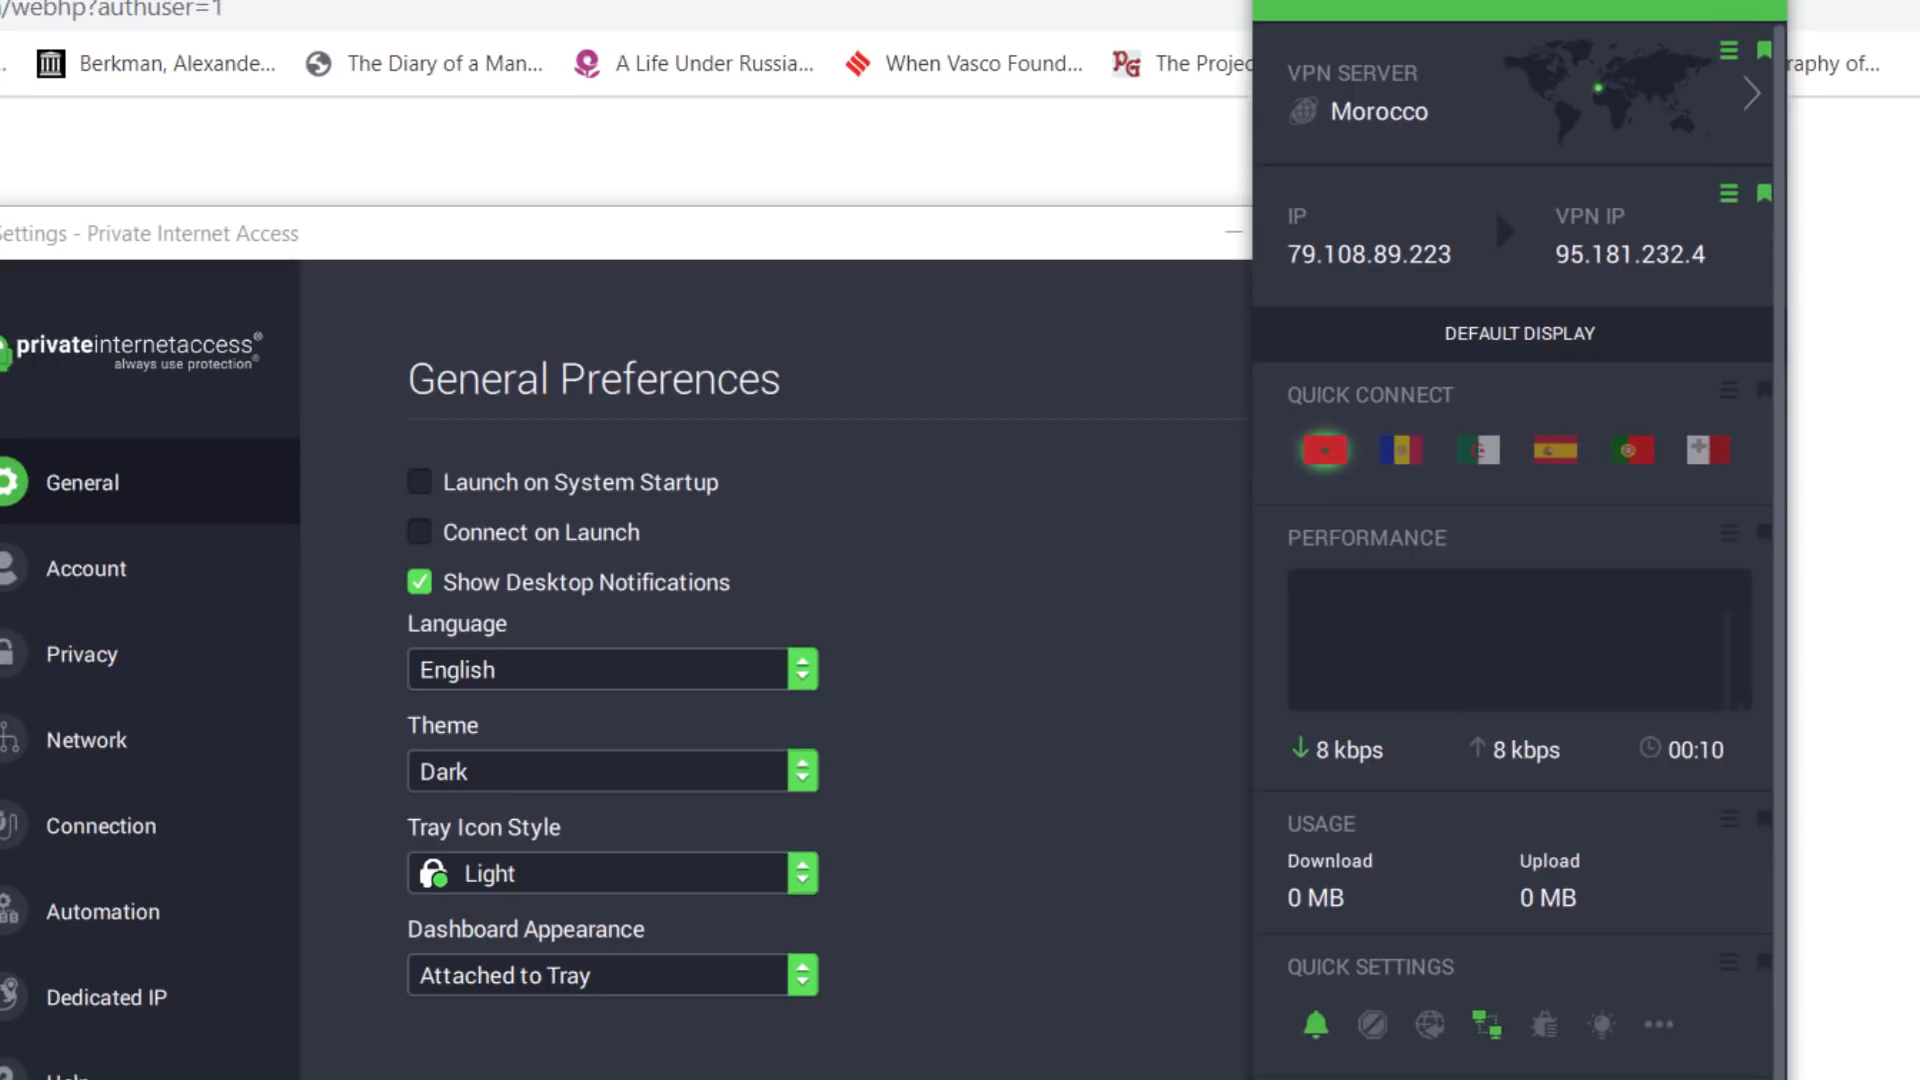 /webhp?authuser=1
Berkman, Alexande...
The Diary of a Man...
A Life Under Russia...
When Vasco Found...
PG
The Projec
raphy of...
ettings - Private Internet Access
privateinternetaccess®
always use protection®
General
Account
Privacy
Network
Connection
Automation
Dedicated IP
Help
General Preferences
Launch on System Startup
Connect on Launch
Show Desktop Notifications
Language
English
Theme
Dark
Tray Icon Style
Light
Dashboard Appearance
Attached to Tray
VPN SERVER
Morocco
IP
79.108.89.223
VPN IP
95.181.232.4
DEFAULT DISPLAY
QUICK CONNECT
PERFORMANCE
8 kbps
8 kbps
00:10
USAGE
Download
Upload
0 MB
0 MB
QUICK SETTINGS